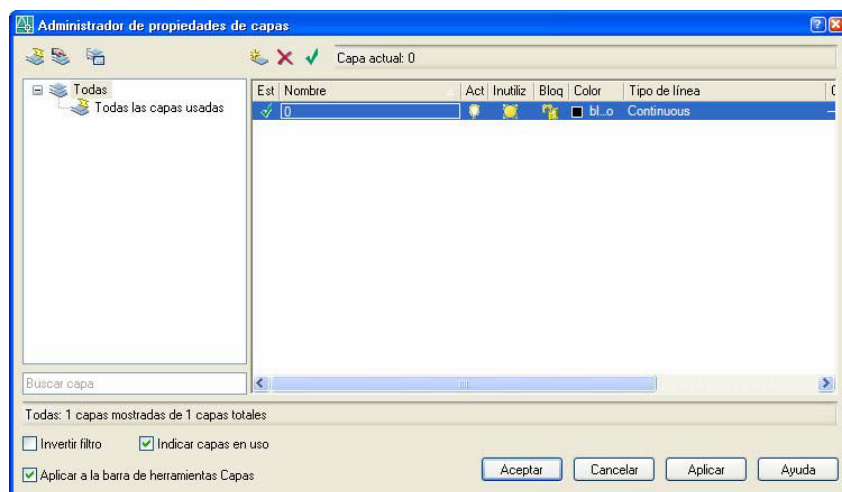 Administrador de propiedades de capas
Capa actual: 0
Todas
Todas las capas usadas
Est Nombre Act Inutiliz Bloq Color Tipo de línea
0 bl...o Continuous
Buscar capa
Todas: 1 capas mostradas de 1 capas totales
Invertir filtro Indicar capas en uso
Aplicar a la barra de herramientas Capas
Aceptar Cancelar Aplicar Ayuda